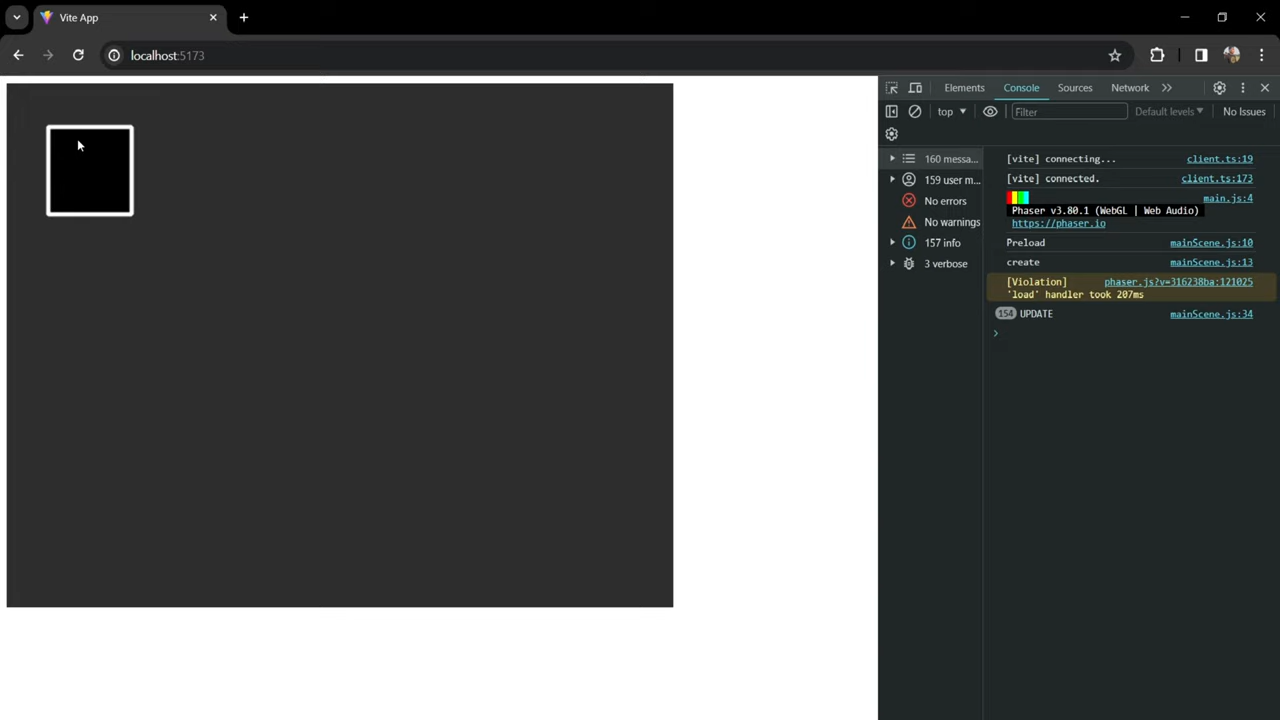 Vite App
localhost:5173
Elements
Console
Sources
Network
top
Filter
Default levels
No Issues
160 messa...
159 user m...
No errors
No warnings
157 info
3 verbose
[vite] connecting... client.ts:19
[vite] connected. client.ts:173
main.js:4
Phaser v3.80.1 (WebGL | Web Audio)
https://phaser.io
Preload mainScene.js:10
create mainScene.js:13
[Violation] phaser.js?v=316238ba:121025
'load' handler took 207ms
154 UPDATE mainScene.js:34